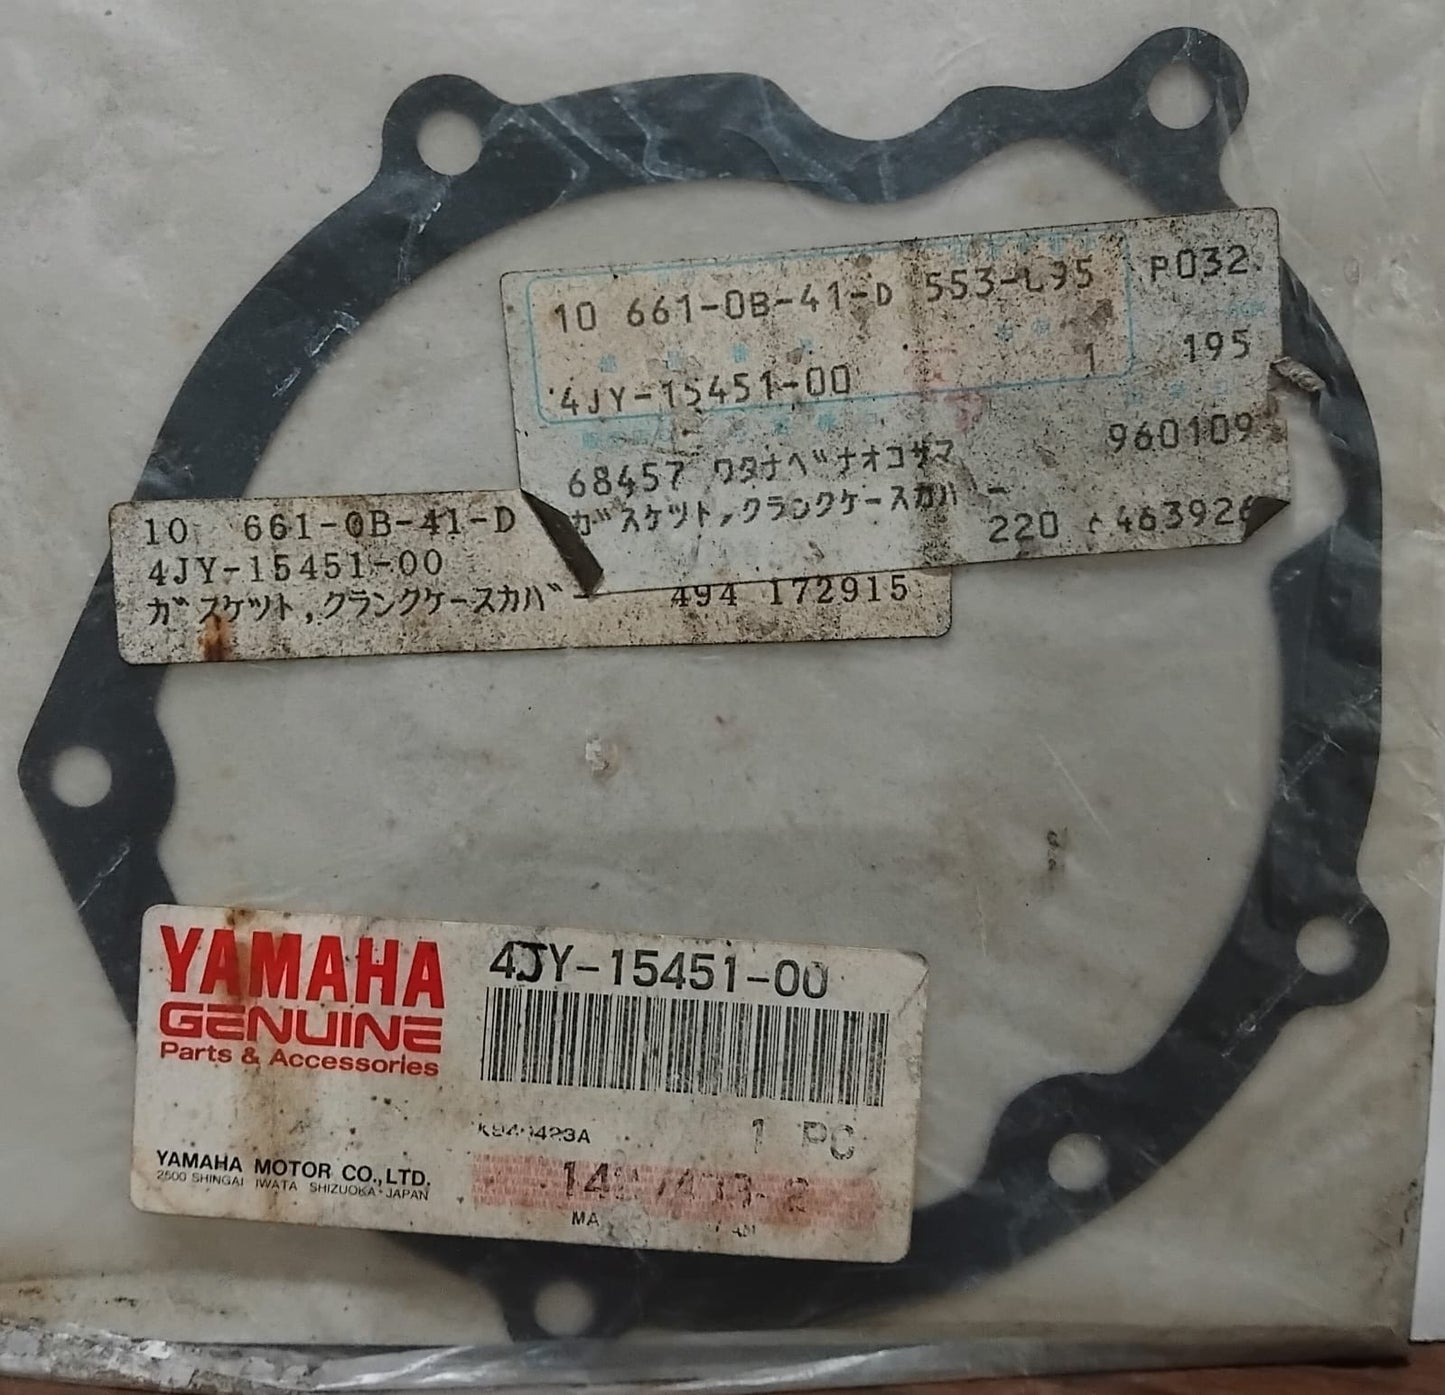 10 661-0B-41-D 553-L95 P032
4JY-15451-00 1 195
68457 ワタナベナオコサマ 960109
ガスケツト,クランクケースカバー
220
10 661-0B-41-D
4JY-15451-00
ガスケツト,クランクケースカバー 494 172915
YAMAHA
GENUINE
Parts & Accessories
4JY-15451-00
1 PC
YAMAHA MOTOR CO.,LTD.
2500 SHINGAI IWATA SHIZUOKA-JAPAN